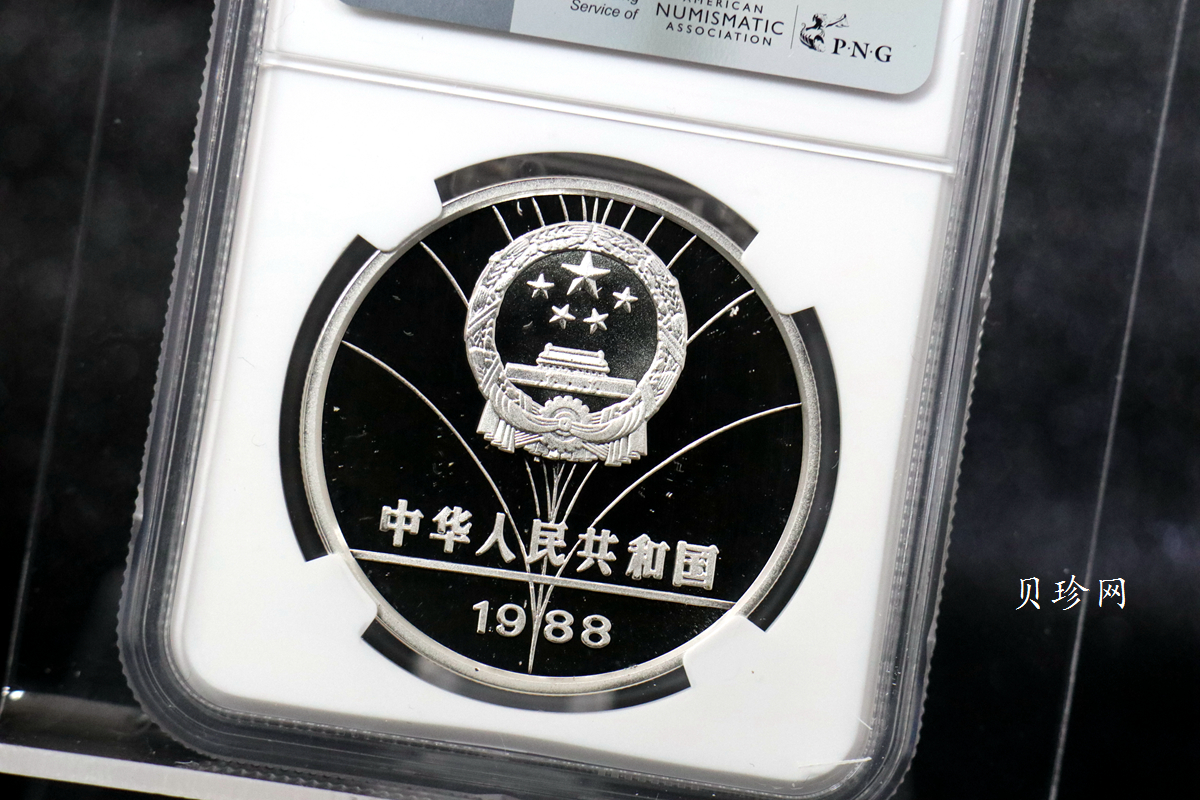 Service of
AMERICAN
NUMISMATIC
ASSOCIATION
P·N·G
中华人民共和国
1988
贝珍网